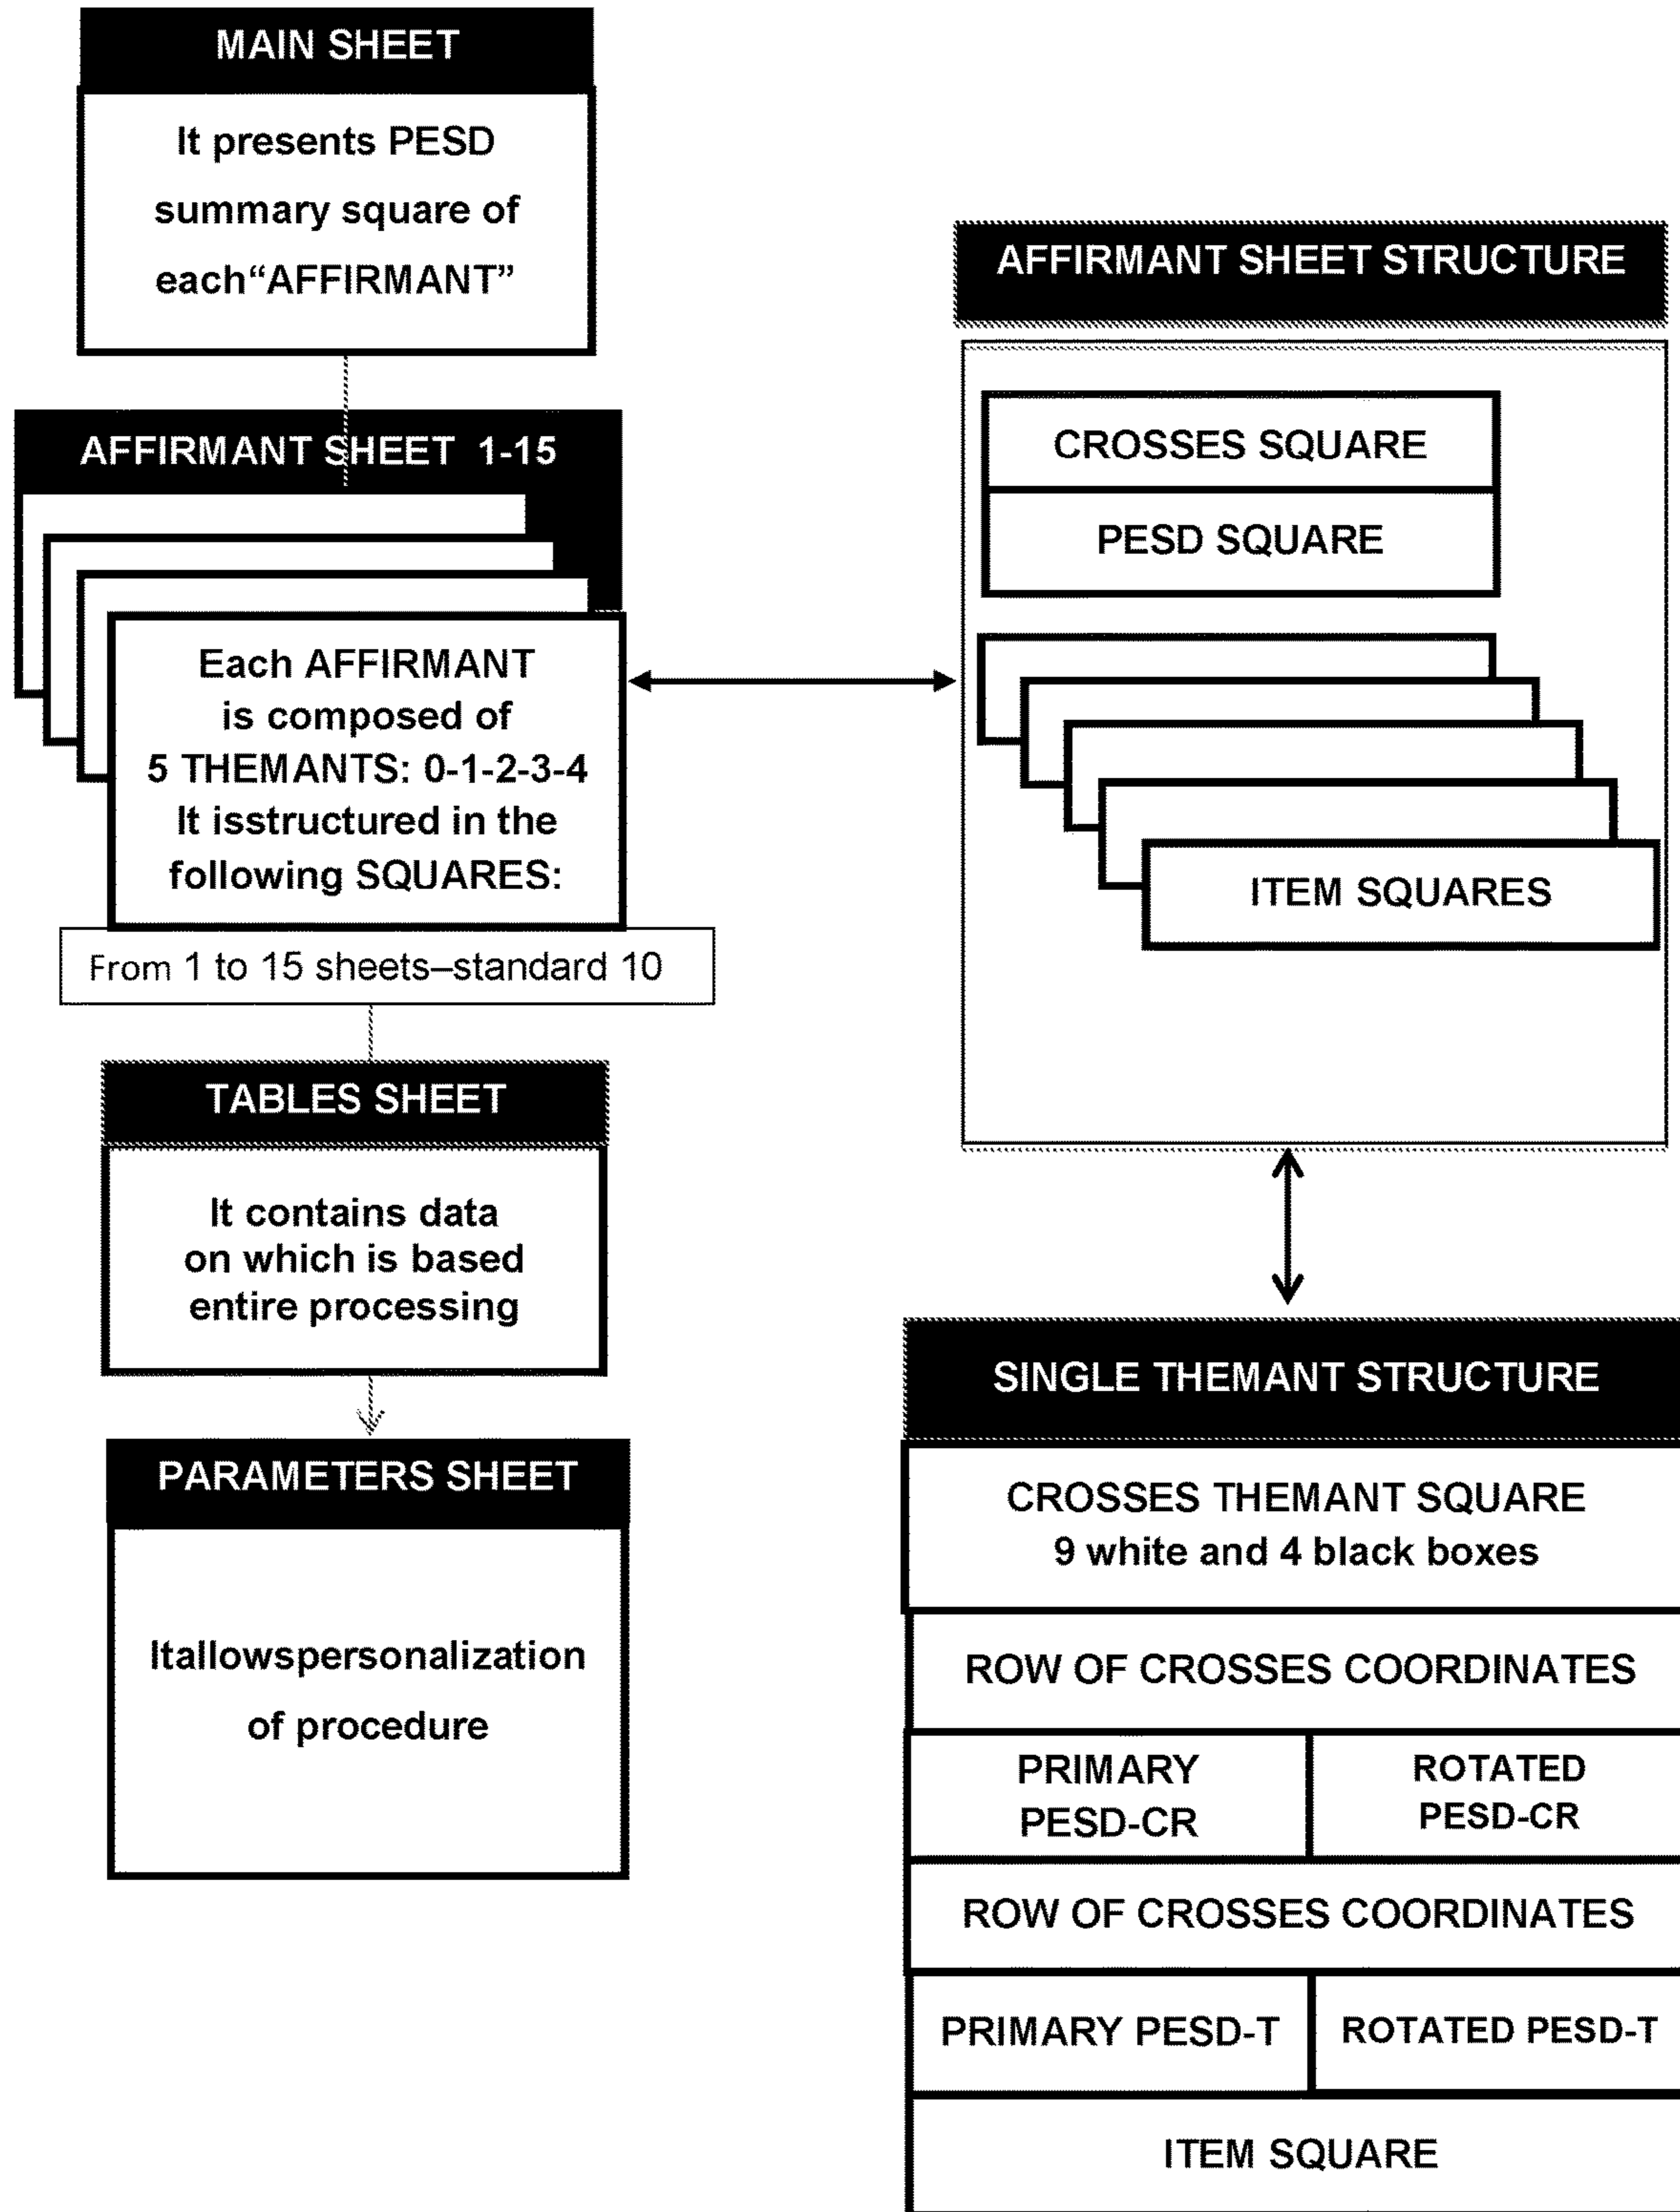 MAIN SHEET
It presents PESD
summary square of
each“AFFIRMANT”
AFFIRMANT SHEET 1-15
Each AFFIRMANT
is composed of
5 THEMANTS: 0-1-2-3-4
It isstructured in the
following SQUARES:
From 1 to 15 sheets–standard 10
TABLES SHEET
It contains data
on which is based
entire processing
PARAMETERS SHEET
Itallowspersonalization
of procedure
AFFIRMANT SHEET STRUCTURE
CROSSES SQUARE
PESD SQUARE
ITEM SQUARES
SINGLE THEMANT STRUCTURE
CROSSES THEMANT SQUARE
9 white and 4 black boxes
ROW OF CROSSES COORDINATES
PRIMARY
PESD-CR
ROTATED
PESD-CR
ROW OF CROSSES COORDINATES
PRIMARY PESD-T
ROTATED PESD-T
ITEM SQUARE